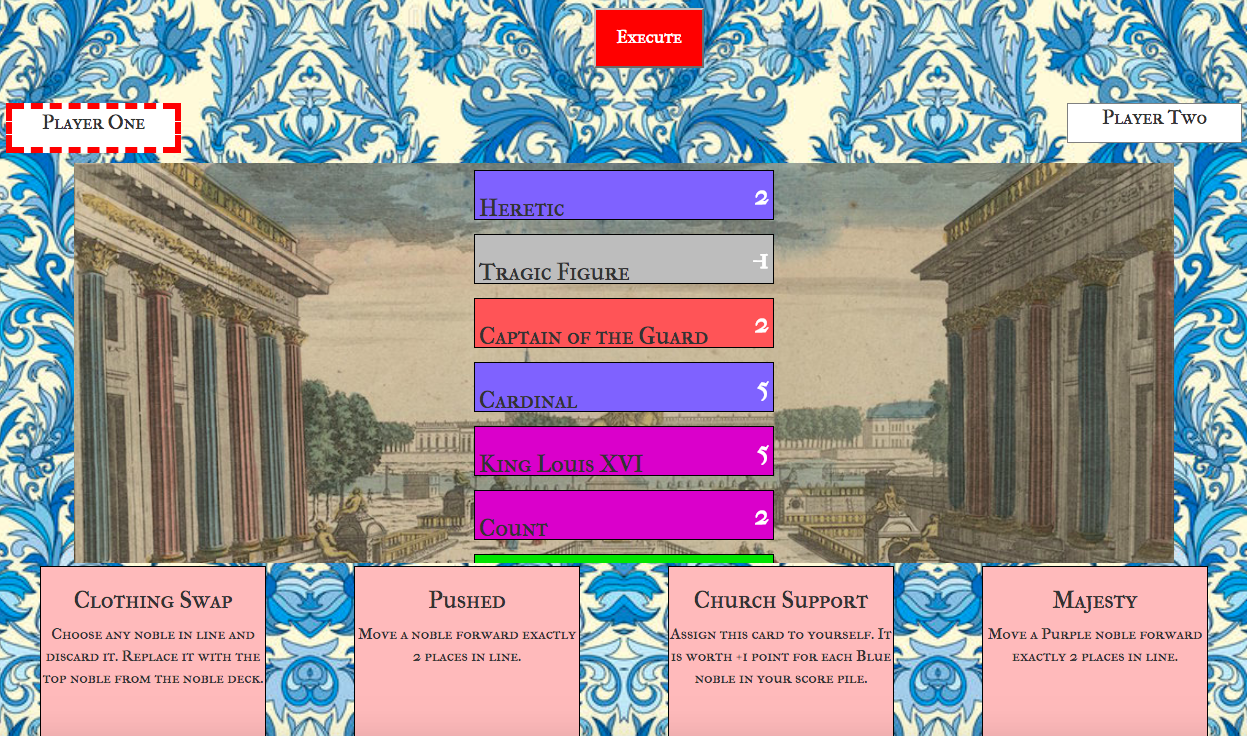 Execute
Player One
Player Two
Heretic
2
Tragic Figure
-1
Captain of the Guard
2
Cardinal
5
King Louis XVI
5
Count
2
Clothing Swap
Choose any noble in line and
discard it. Replace it with the
top noble from the noble deck.
Pushed
Move a noble forward exactly
2 places in line.
Church Support
Assign this card to yourself. It
is worth +1 point for each Blue
noble in your score pile.
Majesty
Move a Purple noble forward
exactly 2 places in line.